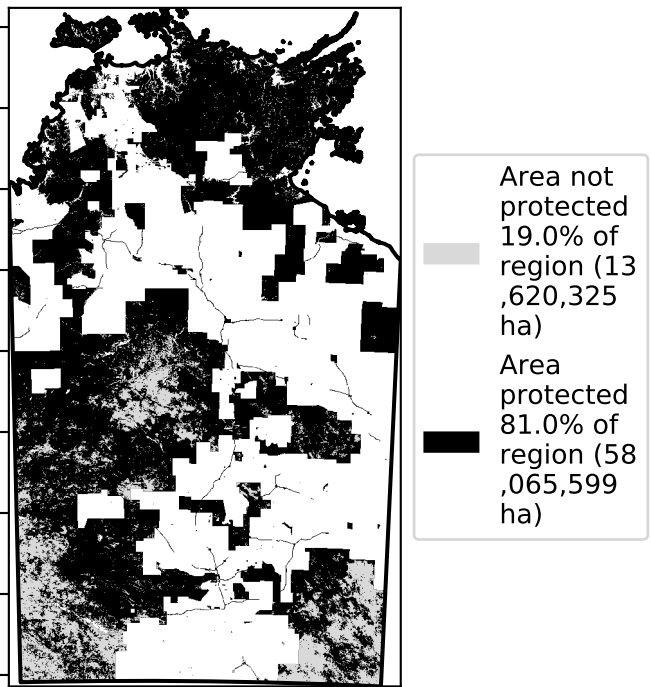 Area not
protected
19.0% of
region (13
,620,325
ha)
Area
protected
81.0% of
region (58
,065,599
ha)